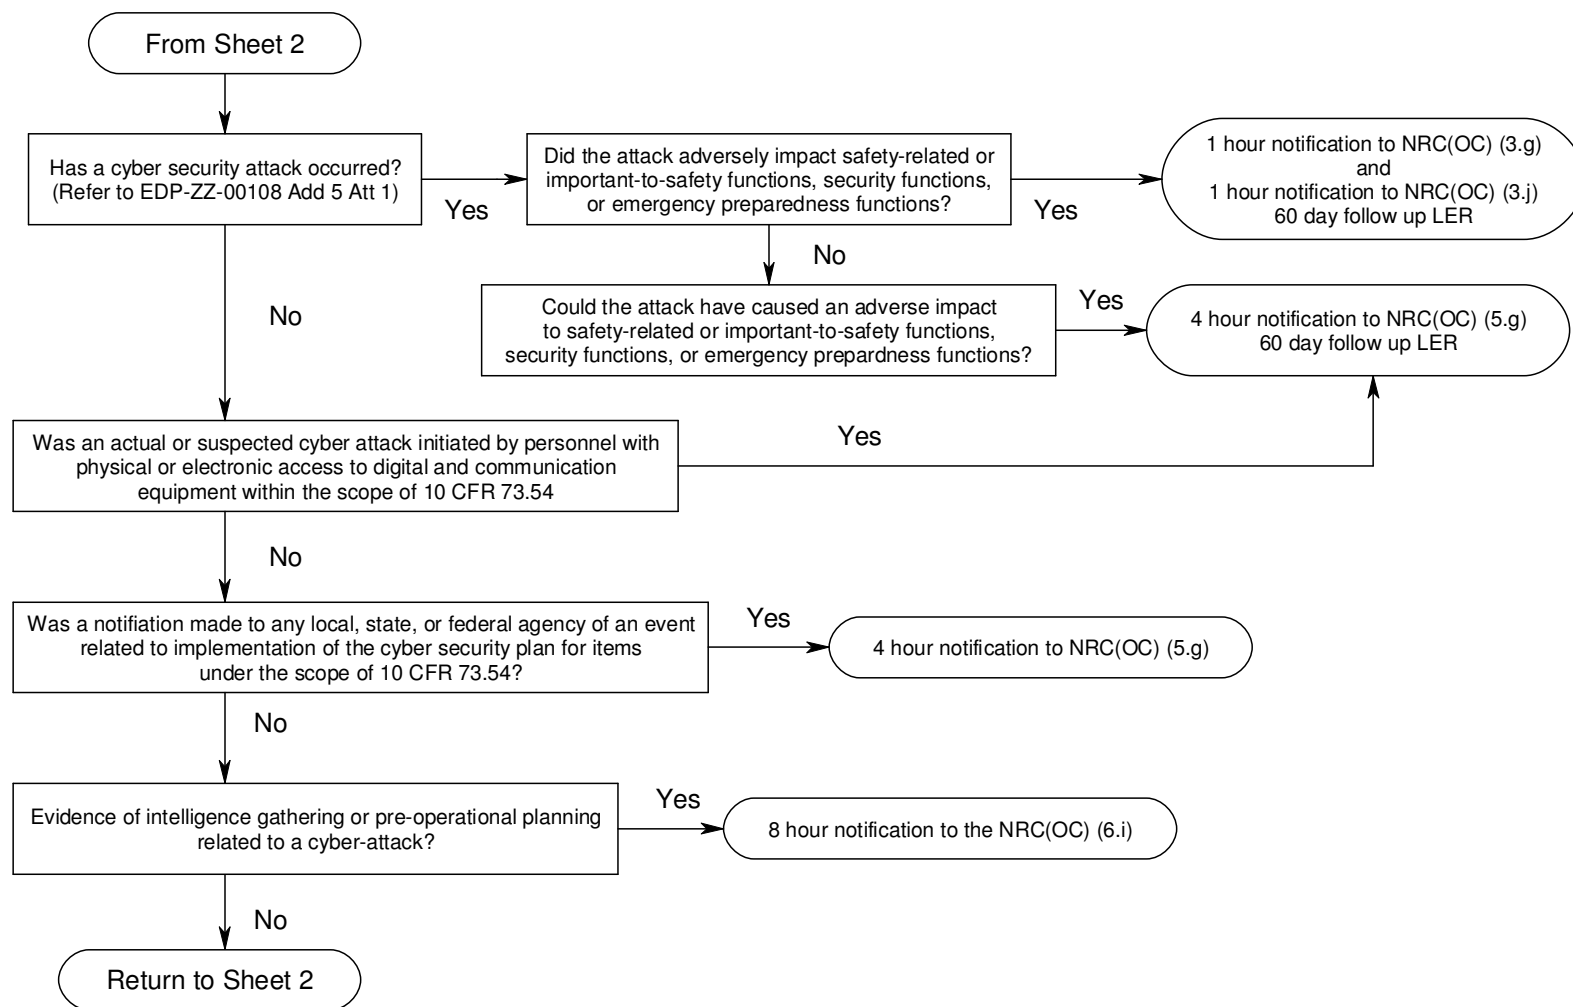 From Sheet 2
Has a cyber security attack occurred?
(Refer to EDP-ZZ-00108 Add 5 Att 1)
Yes
Did the attack adversely impact safety-related or
important-to-safety functions, security functions,
or emergency preparedness functions?
Yes
1 hour notification to NRC(OC) (3.g)
and
1 hour notification to NRC(OC) (3.j)
60 day follow up LER
No
No
Could the attack have caused an adverse impact
to safety-related or important-to-safety functions,
security functions, or emergency prepardness functions?
Yes
4 hour notification to NRC(OC) (5.g)
60 day follow up LER
Was an actual or suspected cyber attack initiated by personnel with
physical or electronic access to digital and communication
equipment within the scope of 10 CFR 73.54
Yes
No
Was a notifiation made to any local, state, or federal agency of an event
related to implementation of the cyber security plan for items
under the scope of 10 CFR 73.54?
Yes
4 hour notification to NRC(OC) (5.g)
No
Evidence of intelligence gathering or pre-operational planning
related to a cyber-attack?
Yes
8 hour notification to the NRC(OC) (6.i)
No
Return to Sheet 2